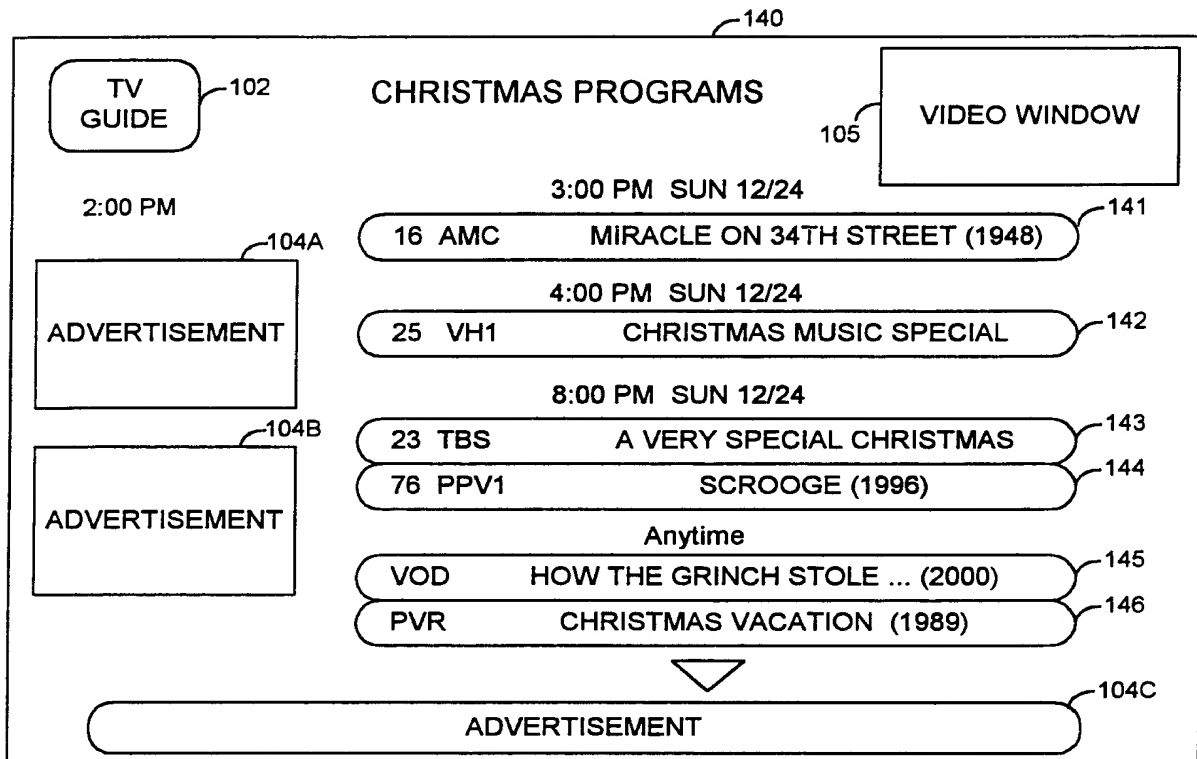 140
TV
GUIDE
102
CHRISTMAS PROGRAMS
105
VIDEO WINDOW
2:00 PM
3:00 PM SUN 12/24
141
16 AMC MIRACLE ON 34TH STREET (1948)
104A
ADVERTISEMENT
4:00 PM SUN 12/24
142
25 VH1 CHRISTMAS MUSIC SPECIAL
8:00 PM SUN 12/24
104B
ADVERTISEMENT
143
23 TBS A VERY SPECIAL CHRISTMAS
144
76 PPV1 SCROOGE (1996)
Anytime
145
VOD HOW THE GRINCH STOLE ... (2000)
146
PVR CHRISTMAS VACATION (1989)
104C
ADVERTISEMENT